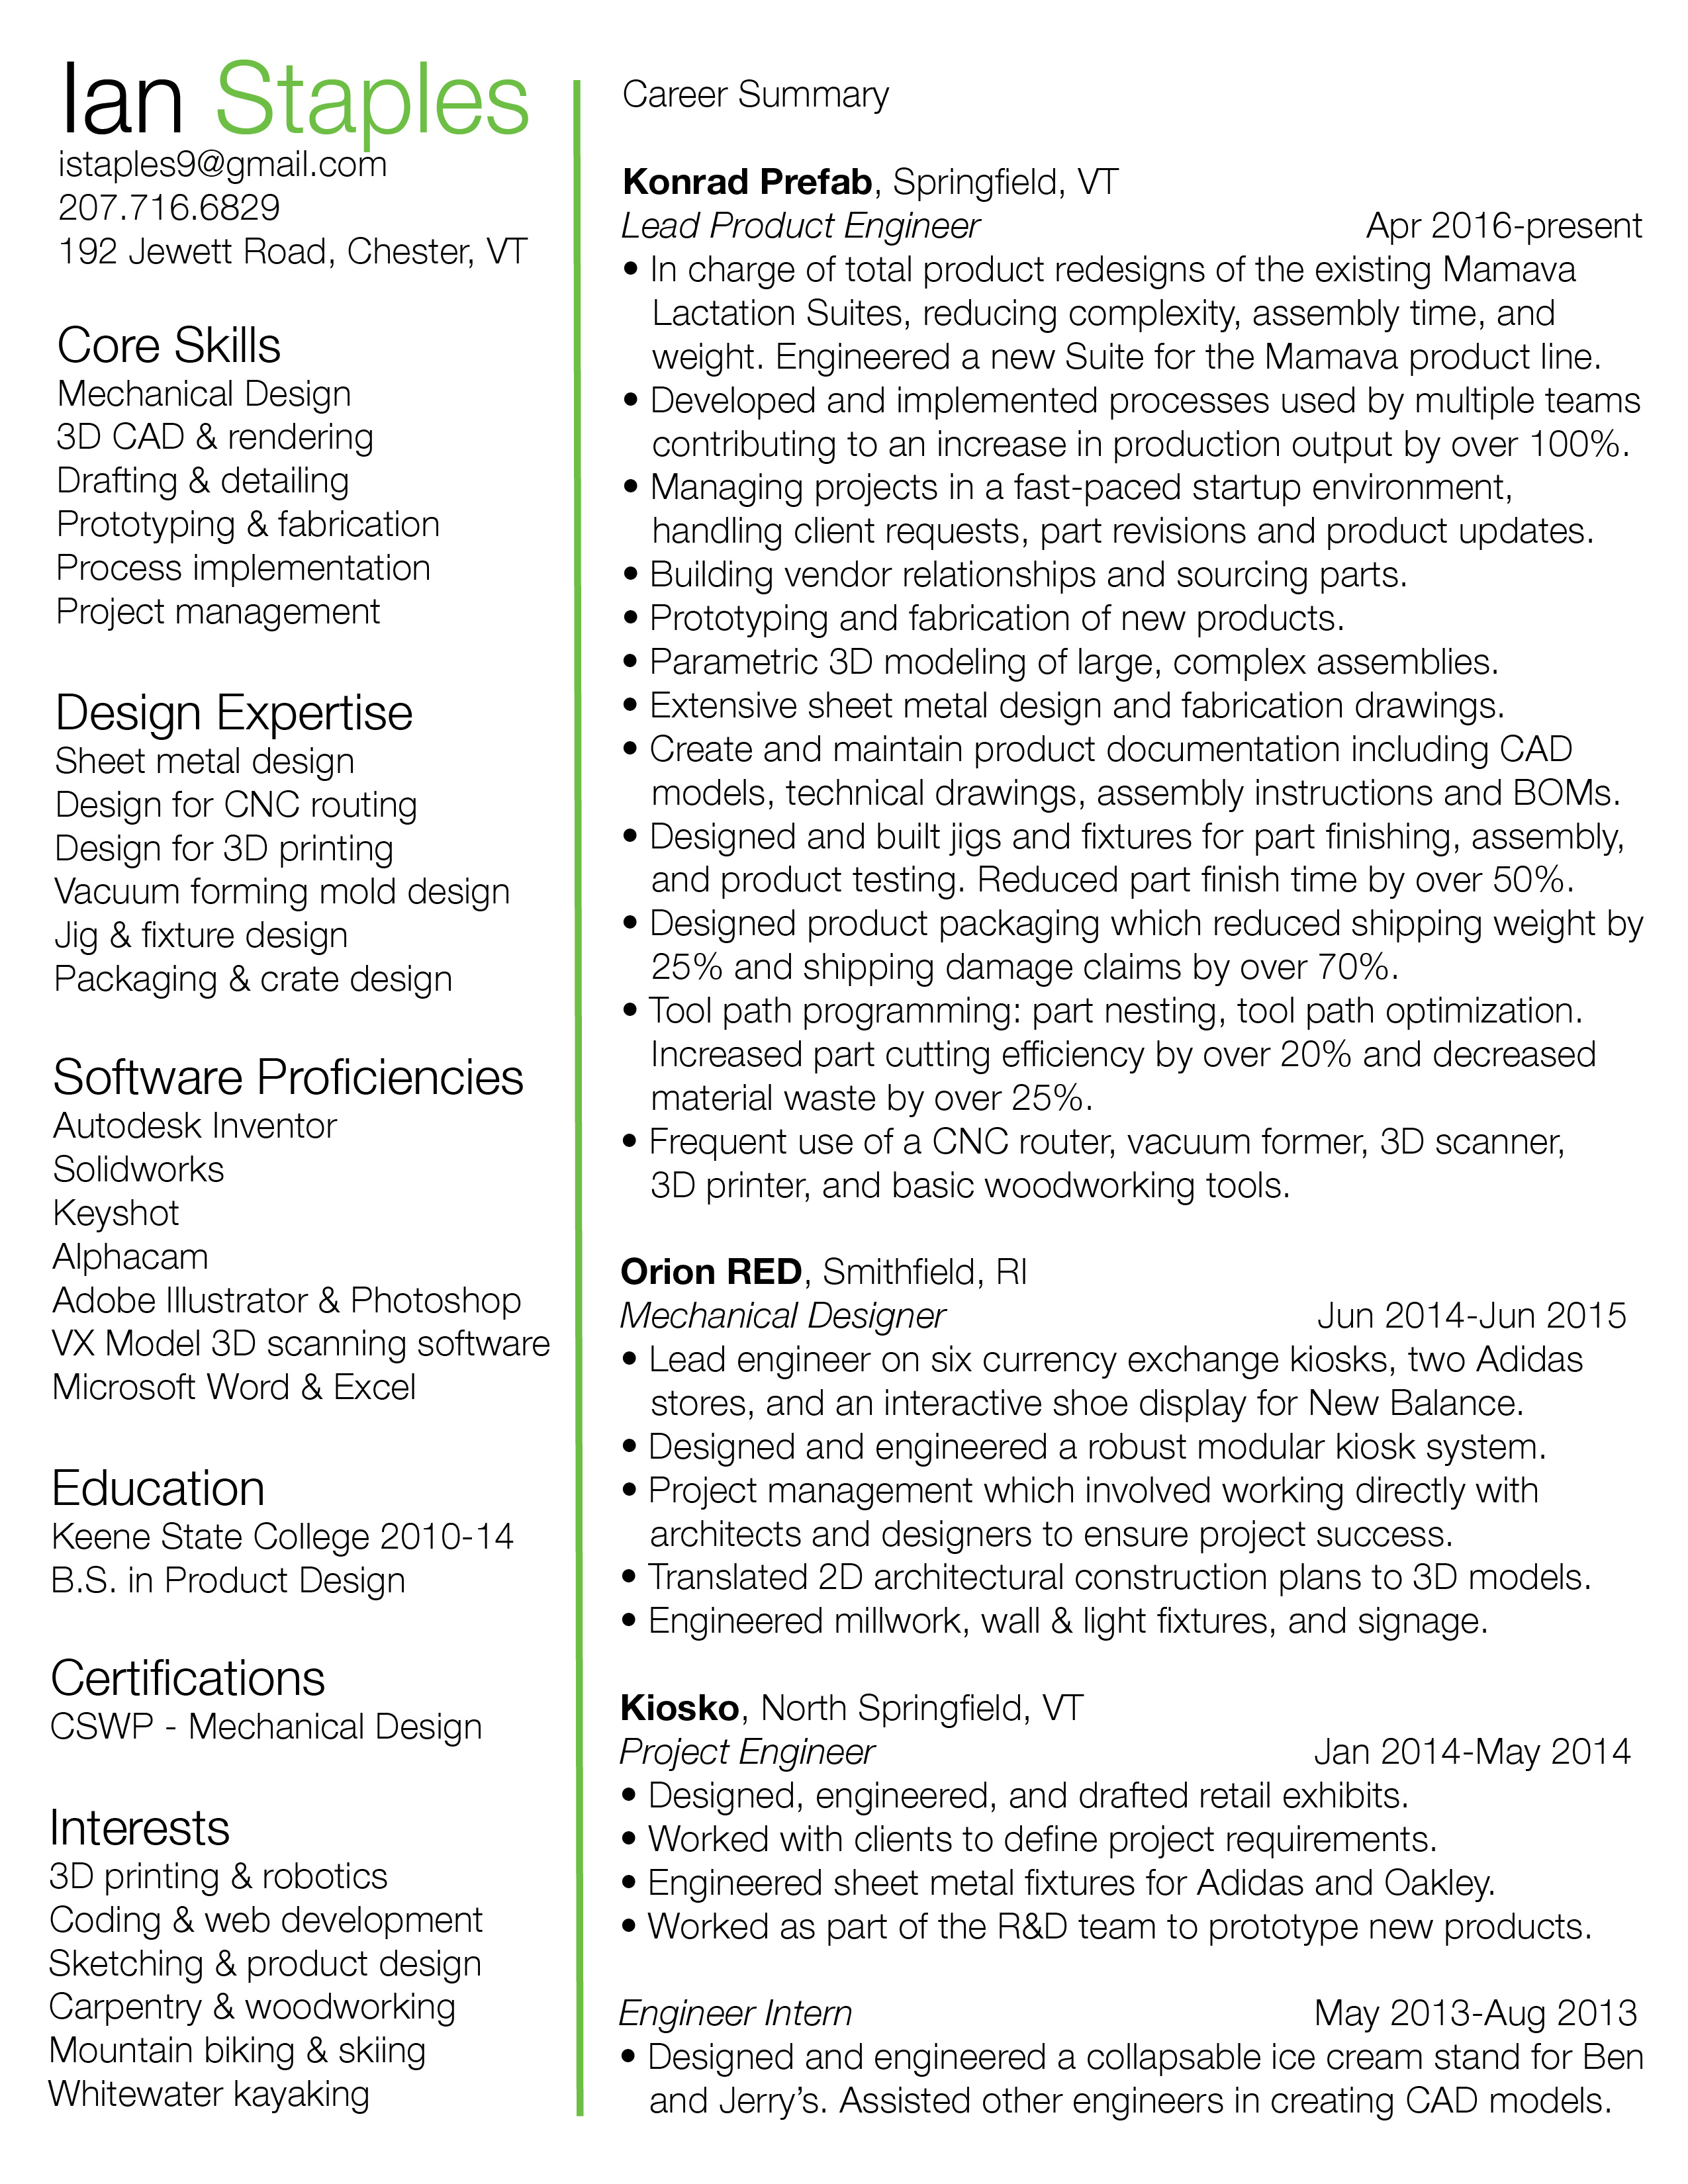 Ian Staples
istaples9@gmail.com
207.716.6829
192 Jewett Road, Chester, VT
Core Skills
Mechanical Design
3D CAD & rendering
Drafting & detailing
Prototyping & fabrication
Process implementation
Project management
Design Expertise
Sheet metal design
Design for CNC routing
Design for 3D printing
Vacuum forming mold design
Jig & fixture design
Packaging & crate design
Software Proficiencies
Autodesk Inventor
Solidworks
Keyshot
Alphacam
Adobe Illustrator & Photoshop
VX Model 3D scanning software
Microsoft Word & Excel
Education
Keene State College 2010-14
B.S. in Product Design
Certifications
CSWP - Mechanical Design
Interests
3D printing & robotics
Coding & web development
Sketching & product design
Carpentry & woodworking
Mountain biking & skiing
Whitewater kayaking
Career Summary
Konrad Prefab, Springfield, VT
Lead Product Engineer Apr 2016-present
• In charge of total product redesigns of the existing Mamava
Lactation Suites, reducing complexity, assembly time, and
weight. Engineered a new Suite for the Mamava product line.
• Developed and implemented processes used by multiple teams
contributing to an increase in production output by over 100%.
• Managing projects in a fast-paced startup environment,
handling client requests, part revisions and product updates.
• Building vendor relationships and sourcing parts.
• Prototyping and fabrication of new products.
• Parametric 3D modeling of large, complex assemblies.
• Extensive sheet metal design and fabrication drawings.
• Create and maintain product documentation including CAD
models, technical drawings, assembly instructions and BOMs.
• Designed and built jigs and fixtures for part finishing, assembly,
and product testing. Reduced part finish time by over 50%.
• Designed product packaging which reduced shipping weight by
25% and shipping damage claims by over 70%.
• Tool path programming: part nesting, tool path optimization.
Increased part cutting efficiency by over 20% and decreased
material waste by over 25%.
• Frequent use of a CNC router, vacuum former, 3D scanner,
3D printer, and basic woodworking tools.
Orion RED, Smithfield, RI
Mechanical Designer Jun 2014-Jun 2015
• Lead engineer on six currency exchange kiosks, two Adidas
stores, and an interactive shoe display for New Balance.
• Designed and engineered a robust modular kiosk system.
• Project management which involved working directly with
architects and designers to ensure project success.
• Translated 2D architectural construction plans to 3D models.
• Engineered millwork, wall & light fixtures, and signage.
Kiosko, North Springfield, VT
Project Engineer Jan 2014-May 2014
• Designed, engineered, and drafted retail exhibits.
• Worked with clients to define project requirements.
• Engineered sheet metal fixtures for Adidas and Oakley.
• Worked as part of the R&D team to prototype new products.
Engineer Intern May 2013-Aug 2013
• Designed and engineered a collapsable ice cream stand for Ben
and Jerry’s. Assisted other engineers in creating CAD models.